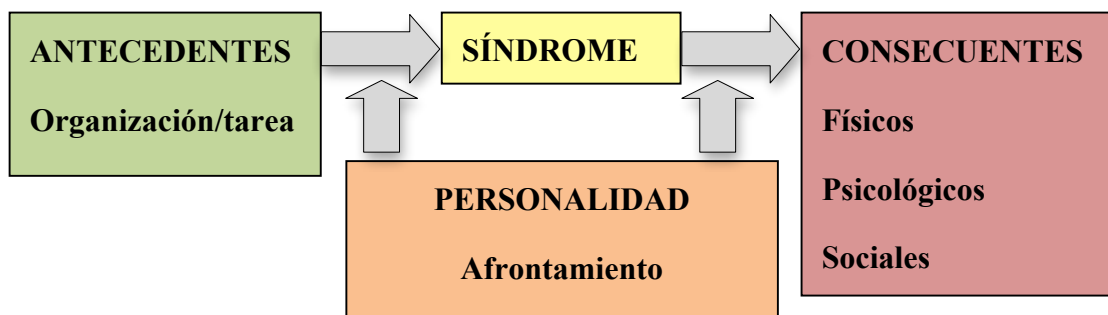 ANTECEDENTES
Organización/tarea
SÍNDROME
CONSECUENTES
Físicos
Psicológicos
Sociales
PERSONALIDAD
Afrontamiento